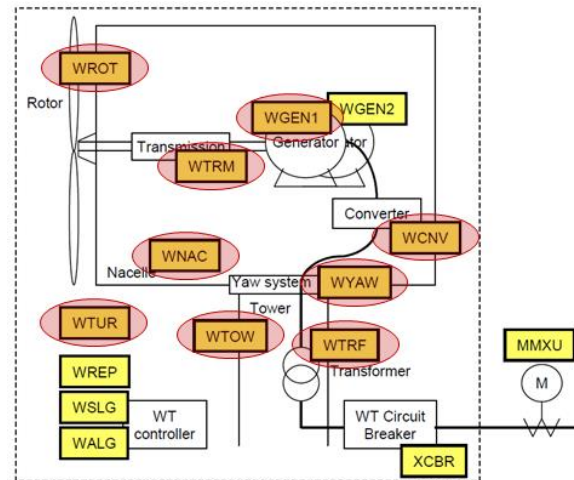 WROT
Rotor
WGEN1
WGEN2
Transmission
Generator
tor
WTRM
Converter
WCNV
WNAC
Nacelle
Yaw system
WYAW
Tower
WTUR
WTOW
WTRF
MMXU
Transformer
M
WREP
WSLG
WALG
WT
controller
WT Circuit
Breaker
XCBR